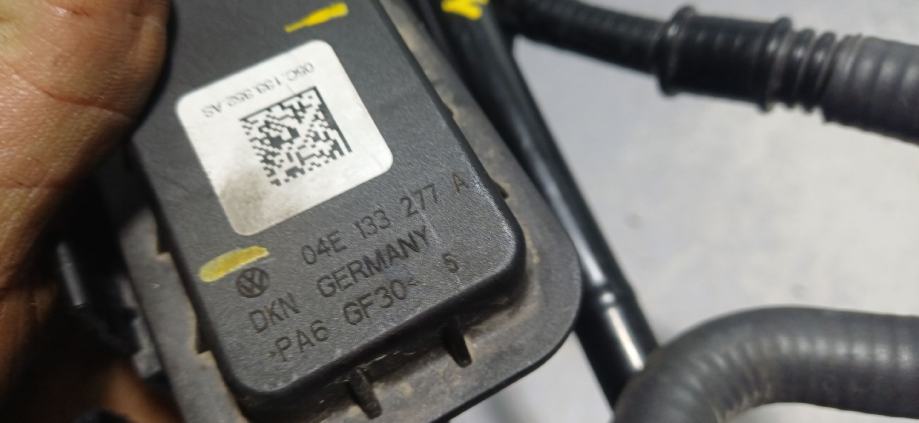 04E 133 277 A
DKN GERMANY
>PA6 GF30< 5